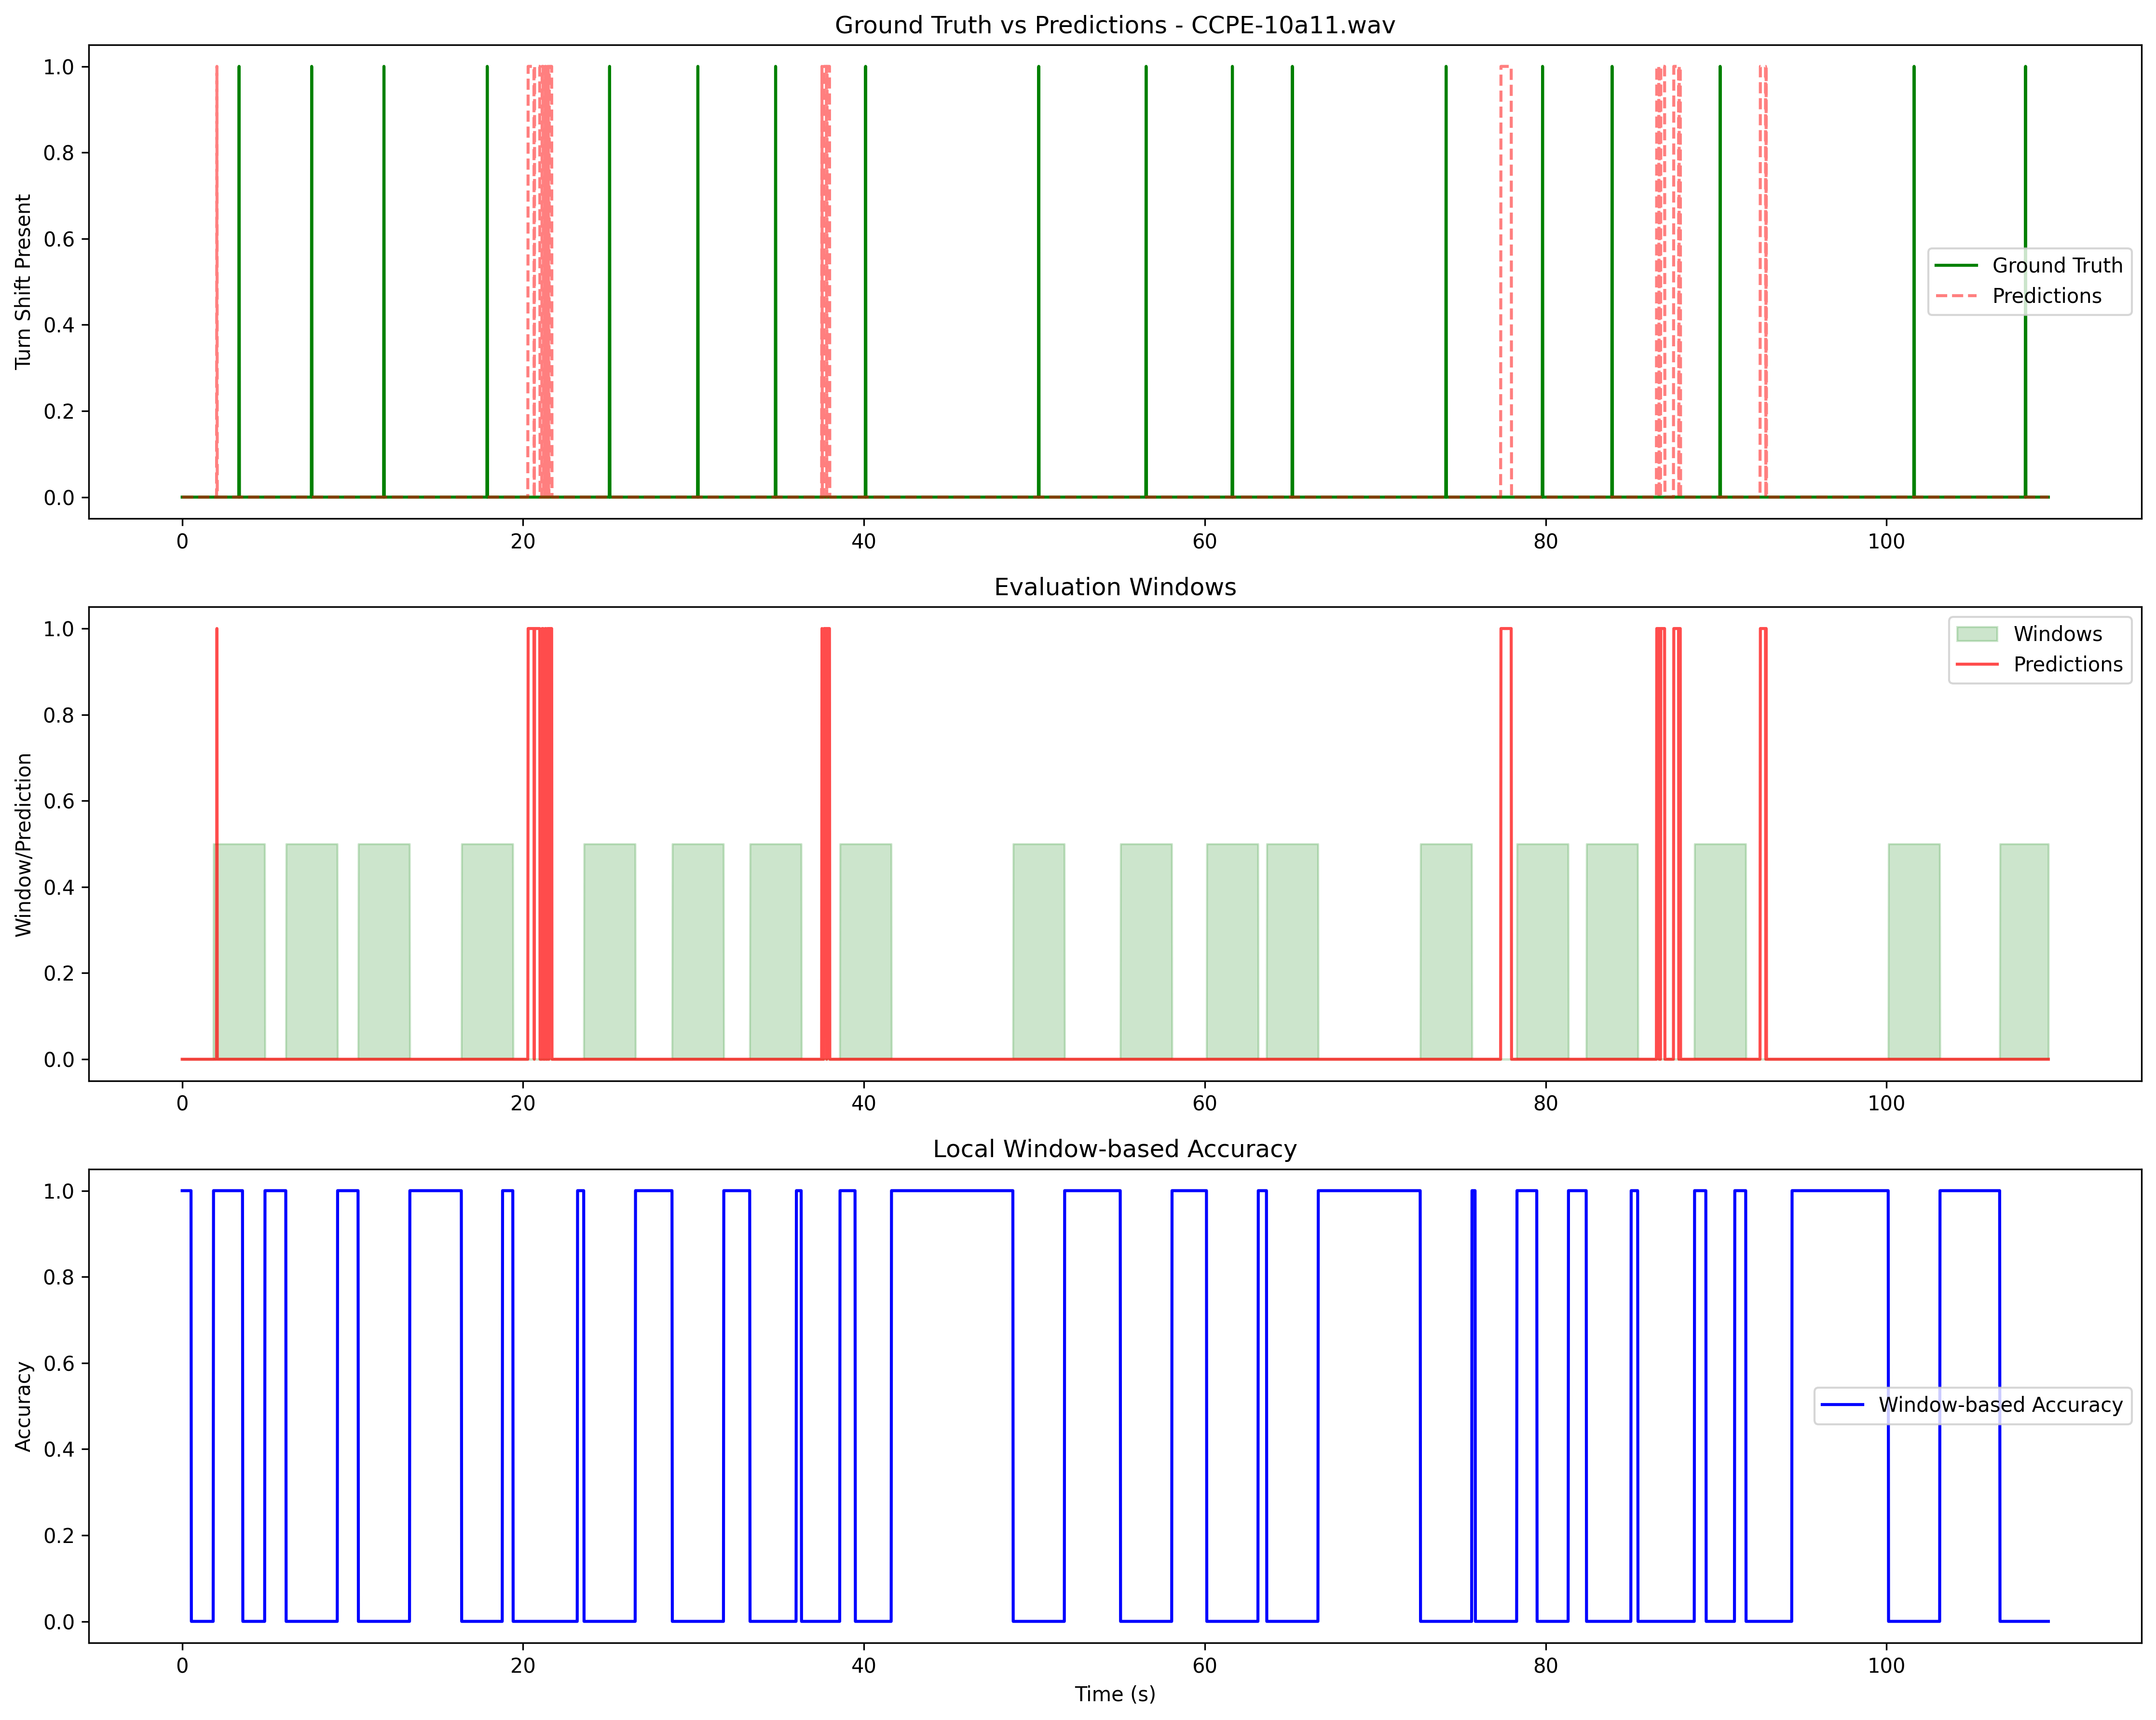 Ground Truth vs Predictions - CCPE-10a11.wav
Turn Shift Present
1.0
0.8
0.6
0.4
0.2
0.0
Ground Truth
Predictions
0 20 40 60 80 100
Evaluation Windows
Window/Prediction
1.0
0.8
0.6
0.4
0.2
0.0
Windows
Predictions
0 20 40 60 80 100
Local Window-based Accuracy
Accuracy
1.0
0.8
0.6
0.4
0.2
0.0
Window-based Accuracy
0 20 40 60 80 100
Time (s)